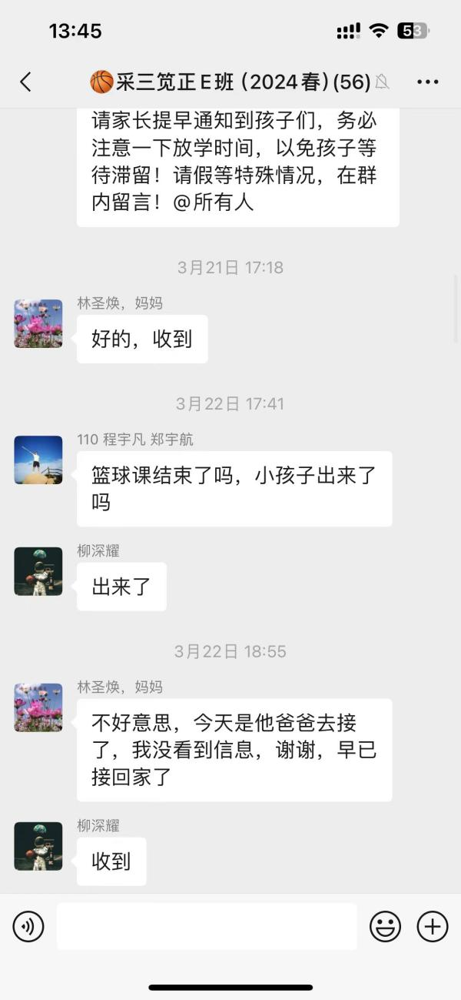 13:45
53
🏀采三笕正E班（2024春）(56)
请家长提早通知到孩子们，务必
注意一下放学时间，以免孩子等
待滞留！请假等特殊情况，在群
内留言！@所有人
3月21日 17:18
林圣焕，妈妈
好的，收到
3月22日 17:41
110 程宇凡 郑宇航
篮球课结束了吗，小孩子出来了
吗
柳深耀
出来了
3月22日 18:55
林圣焕，妈妈
不好意思，今天是他爸爸去接
了，我没看到信息，谢谢，早已
接回家了
柳深耀
收到